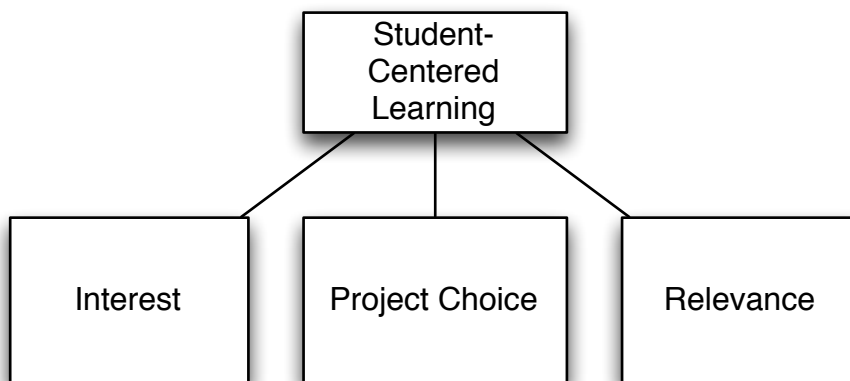 Student-
Centered
Learning
Interest
Project Choice
Relevance